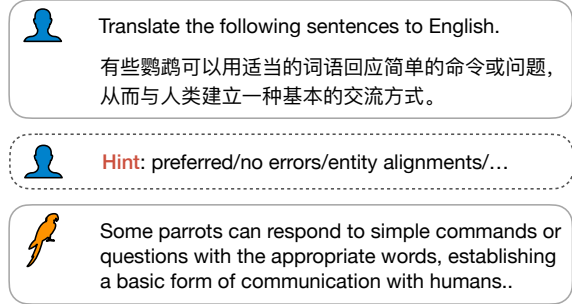 Translate the following sentences to English.
有些鹦鹉可以用适当的词语回应简单的命令或问题,
从而与人类建立一种基本的交流方式。
Hint: preferred/no errors/entity alignments/…
Some parrots can respond to simple commands or
questions with the appropriate words, establishing
a basic form of communication with humans..